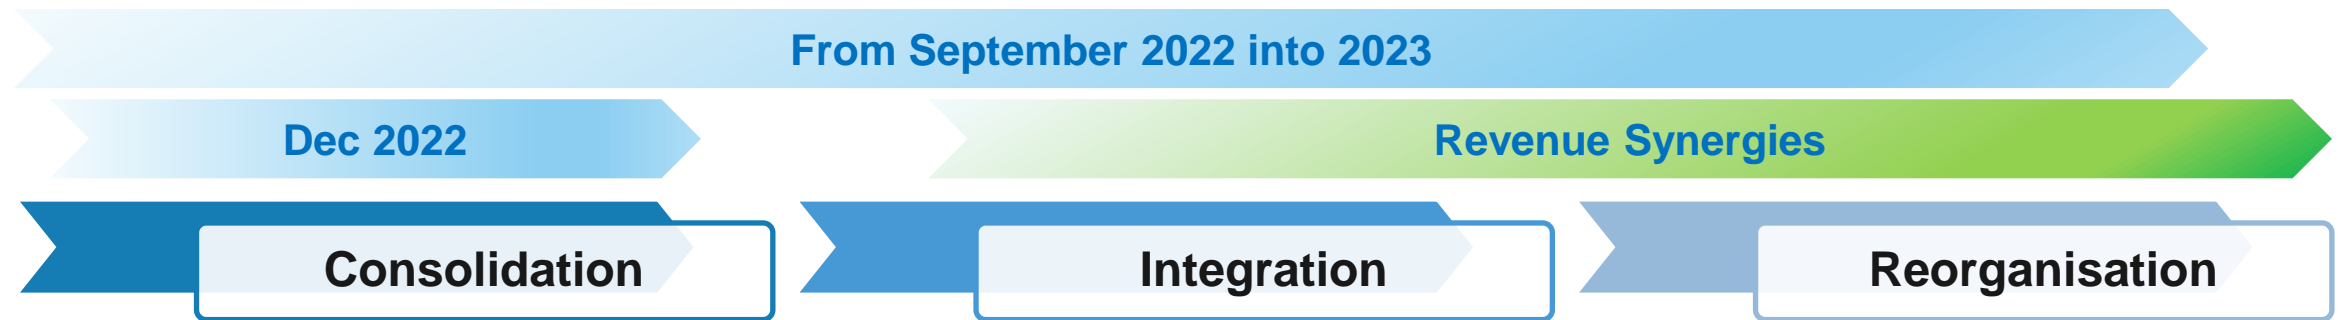 From September 2022 into 2023
Dec 2022
Revenue Synergies
Consolidation
Integration
Reorganisation